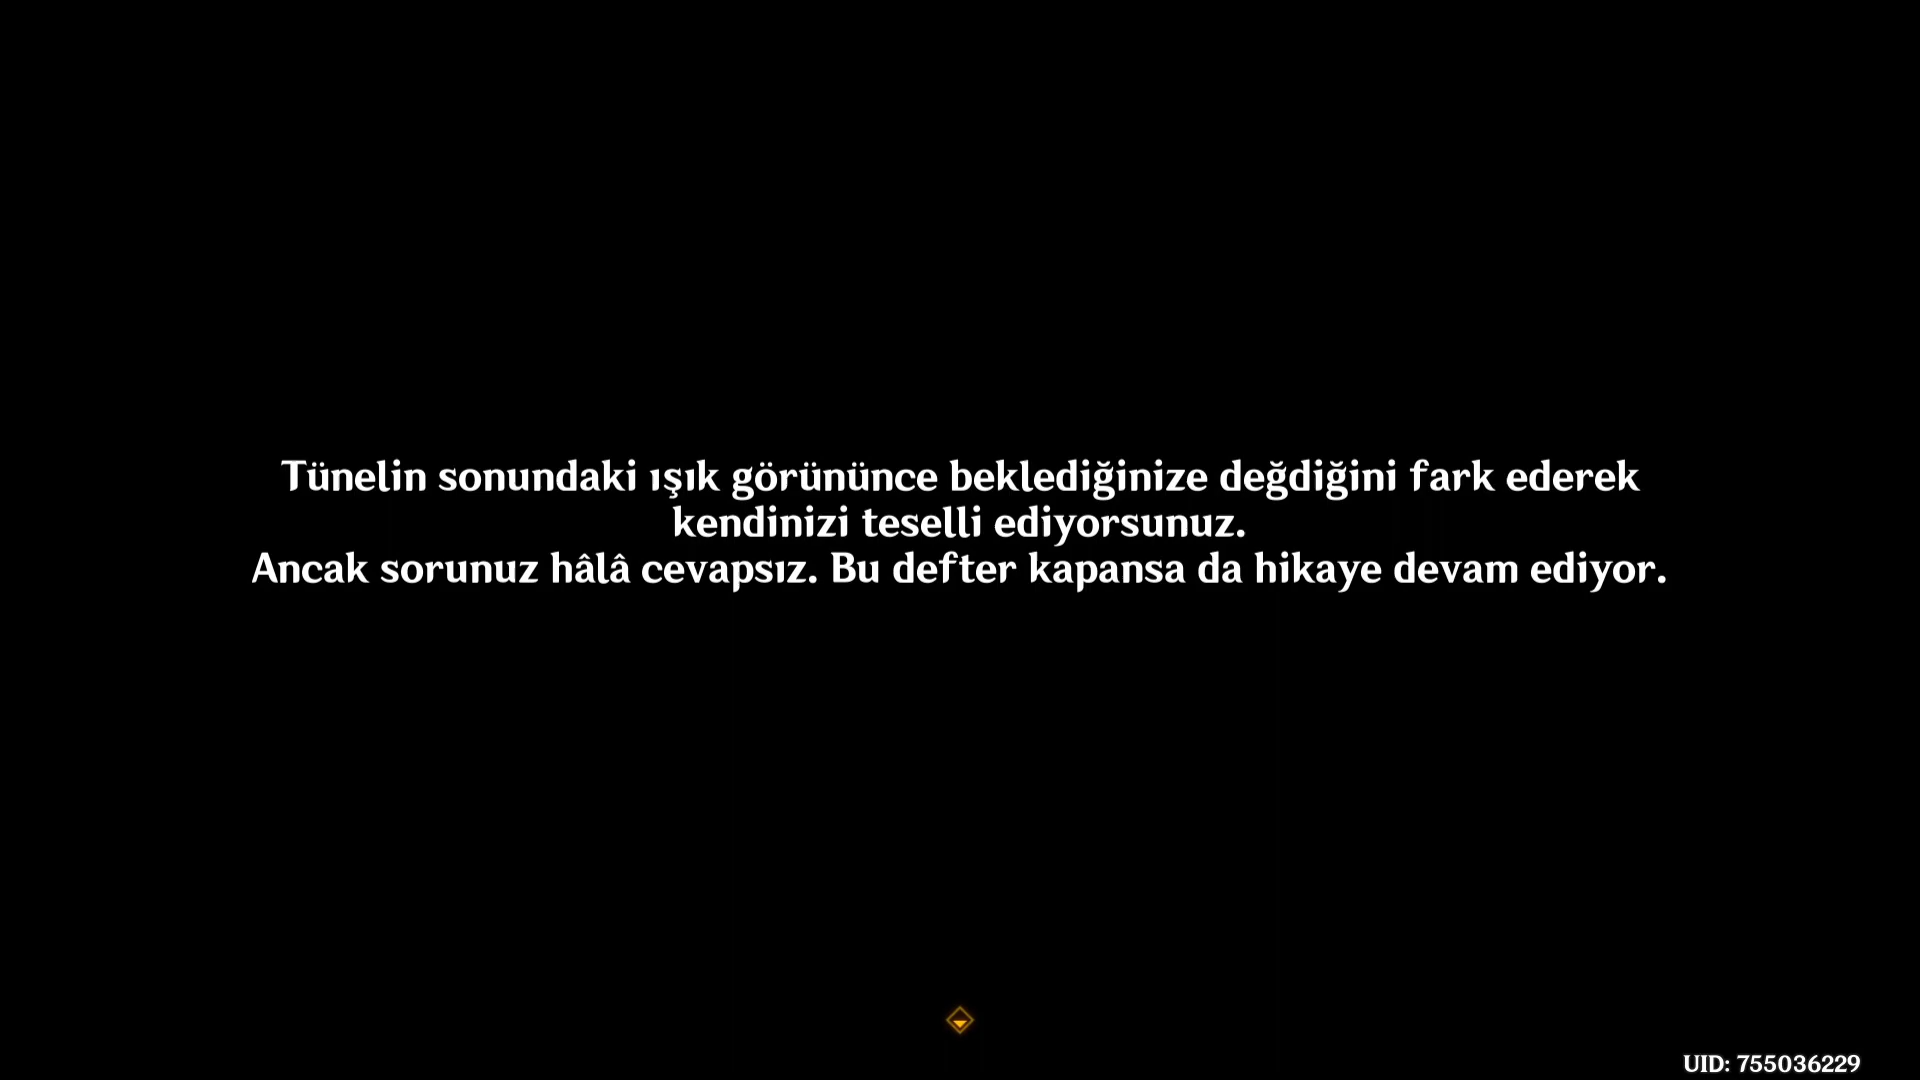 Tünelin sonundaki ışık görününce beklediğinize değdiğini fark ederek
kendinizi teselli ediyorsunuz.
Ancak sorunuz hâlâ cevapsız. Bu defter kapansa da hikaye devam ediyor.
UID: 755036229